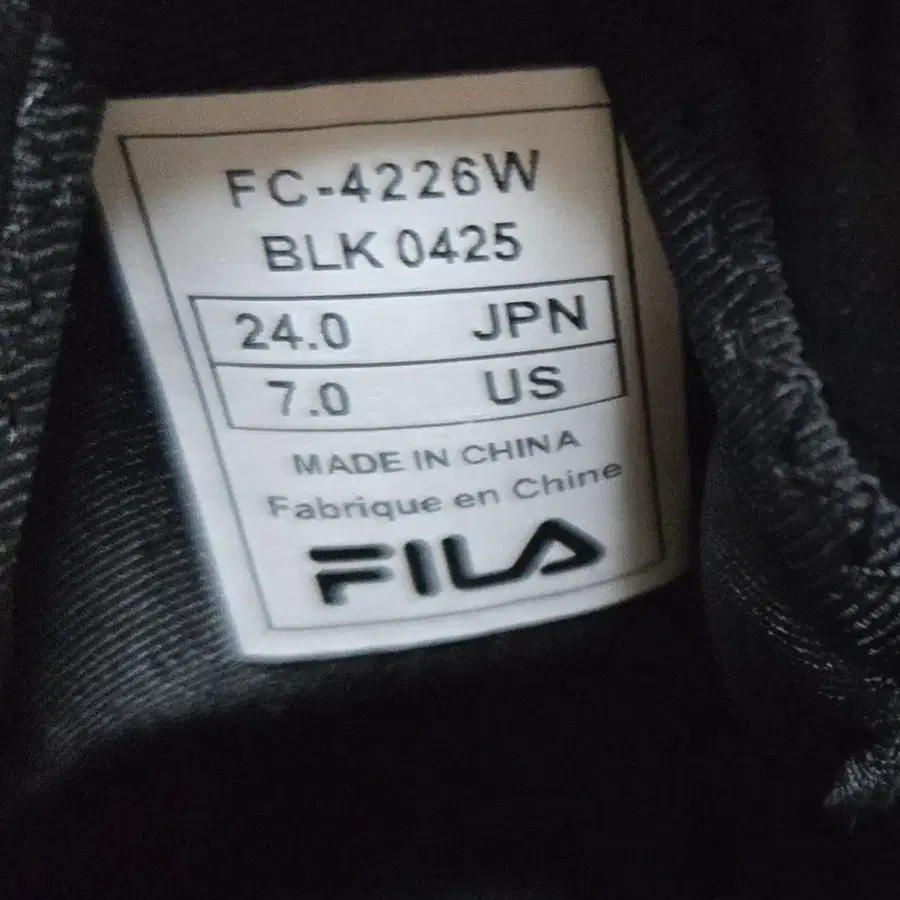 FC-4226W
BLK 0425
24.0 JPN
7.0 US
MADE IN CHINA
Fabrique en Chine
FILA